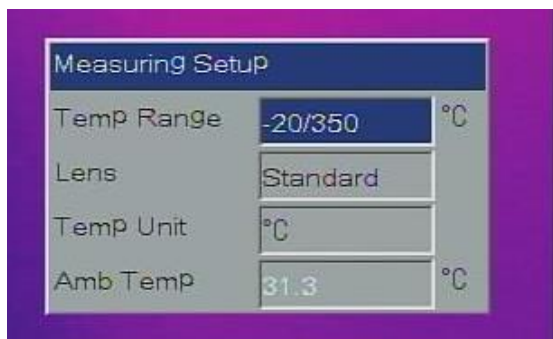 Measuring Setup
Temp Range -20/350 °C
Lens Standard
Temp Unit °C
Amb Temp 31.3 °C